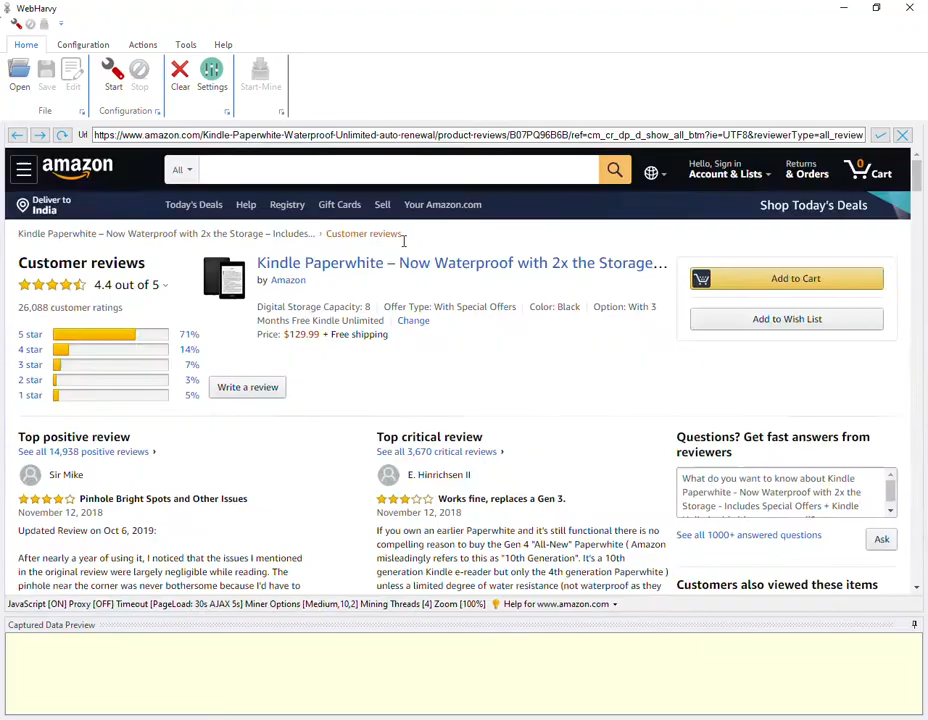 WebHarvy
Home Configuration Actions Tools Help
Open Save Edit Start Stop Clear Settings Start-Mine
File Configuration
Url https://www.amazon.com/Kindle-Paperwhite-Waterproof-Unlimited-auto-renewal/product-reviews/B07PQ96B6B/ref=cm_cr_dp_d_show_all_btm?ie=UTF8&reviewerType=all_review
amazon All 0 Cart
Hello, Sign in
Account & Lists
Returns
& Orders
Deliver to
India
Today's Deals Help Registry Gift Cards Sell Your Amazon.com Shop Today's Deals
Kindle Paperwhite – Now Waterproof with 2x the Storage – Includes... › Customer reviews
Customer reviews
4.4 out of 5
26,088 customer ratings
5 star 71%
4 star 14%
3 star 7%
2 star 3%
1 star 5%
Kindle Paperwhite – Now Waterproof with 2x the Storage...
by Amazon
Digital Storage Capacity: 8 | Offer Type: With Special Offers | Color: Black | Option: With 3
Months Free Kindle Unlimited | Change
Price: $129.99 + Free shipping
Write a review
Add to Cart
Add to Wish List
Top positive review
See all 14,938 positive reviews ›
Sir Mike
Pinhole Bright Spots and Other Issues
November 12, 2018
Updated Review on Oct 6, 2019:
After nearly a year of using it, I noticed that the issues I mentioned
in the original review were largely negligible while reading. The
pinhole near the corner was never bothersome because I'd have to
Top critical review
See all 3,670 critical reviews ›
E. Hinrichsen II
Works fine, replaces a Gen 3.
November 12, 2018
If you own an earlier Paperwhite and it's still functional there is no
compelling reason to buy the Gen 4 "All-New" Paperwhite ( Amazon
misleadingly refers to this as "10th Generation". It's a 10th
generation Kindle e-reader but only the 4th generation Paperwhite )
unless a limited degree of water resistance (not waterproof as they
Questions? Get fast answers from
reviewers
What do you want to know about Kindle
Paperwhite - Now Waterproof with 2x the
Storage - Includes Special Offers + Kindle
See all 1000+ answered questions
Ask
Customers also viewed these items
JavaScript [ON] Proxy [OFF] Timeout [PageLoad: 30s AJAX 5s] Miner Options [Medium,10,2] Mining Threads [4] Zoom [100%] Help for www.amazon.com
Captured Data Preview